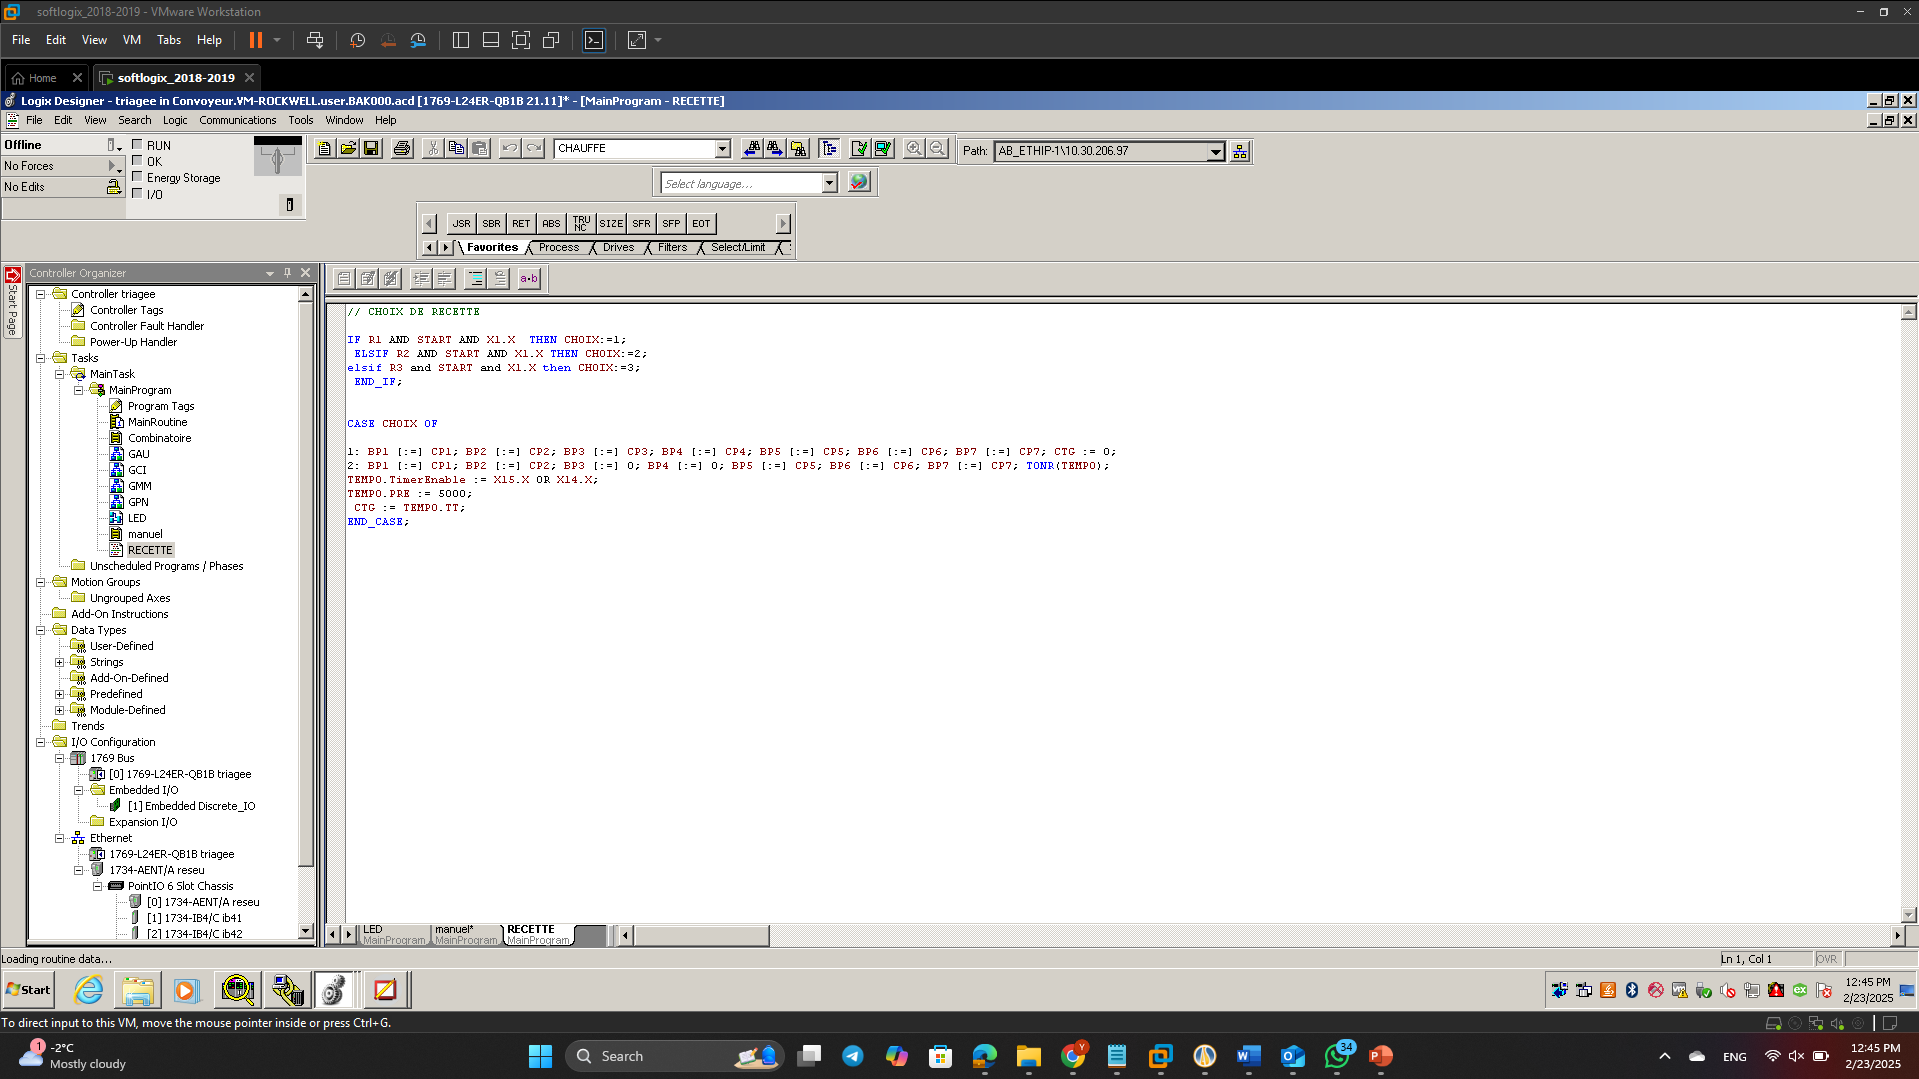 softlogix_2018-2019 - VMware Workstation
File Edit View VM Tabs Help
Home softlogix_2018-2019
Logix Designer - triagee in Convoyeur.VM-ROCKWELL.user.BAK000.acd [1769-L24ER-QB1B 21.11]* - [MainProgram - RECETTE]
File Edit View Search Logic Communications Tools Window Help
Offline RUN
OK
No Forces
Energy Storage
No Edits
I/O
CHAUFFE
Path: AB_ETHIP-1\10.30.206.97
Select language...
JSR SBR RET ABS TRUNC SIZE SFR SFP EOT
Favorites Process Drives Filters Select/Limit
Start Page
Controller Organizer
Controller triagee
Controller Tags
Controller Fault Handler
Power-Up Handler
Tasks
MainTask
MainProgram
Program Tags
MainRoutine
Combinatoire
GAU
GCI
GMM
GPN
LED
manuel
RECETTE
Unscheduled Programs / Phases
Motion Groups
Ungrouped Axes
Add-On Instructions
Data Types
User-Defined
Strings
Add-On-Defined
Predefined
Module-Defined
Trends
I/O Configuration
1769 Bus
[0] 1769-L24ER-QB1B triagee
Embedded I/O
[1] Embedded Discrete_IO
Expansion I/O
Ethernet
1769-L24ER-QB1B triagee
1734-AENT/A reseu
PointIO 6 Slot Chassis
[0] 1734-AENT/A reseu
[1] 1734-IB4/C ib41
[2] 1734-IB4/C ib42
// CHOIX DE RECETTE
IF R1 AND START AND X1.X THEN CHOIX:=1;
ELSIF R2 AND START AND X1.X THEN CHOIX:=2;
elsif R3 and START and X1.X then CHOIX:=3;
END_IF;
CASE CHOIX OF
1: BP1 [:=] CP1; BP2 [:=] CP2; BP3 [:=] CP3; BP4 [:=] CP4; BP5 [:=] CP5; BP6 [:=] CP6; BP7 [:=] CP7; CTG := 0;
2: BP1 [:=] CP1; BP2 [:=] CP2; BP3 [:=] 0; BP4 [:=] 0; BP5 [:=] CP5; BP6 [:=] CP6; BP7 [:=] CP7; TONR(TEMPO);
TEMPO.TimerEnable := X15.X OR X14.X;
TEMPO.PRE := 5000;
CTG := TEMPO.TT;
END_CASE;
LED manuel* RECETTE
MainProgram MainProgram MainProgram
Loading routine data...
Ln 1, Col 1 OVR
Start
12:45 PM
2/23/2025
To direct input to this VM, move the mouse pointer inside or press Ctrl+G.
1
-2°C
Mostly cloudy
Search
34
ENG
12:45 PM
2/23/2025